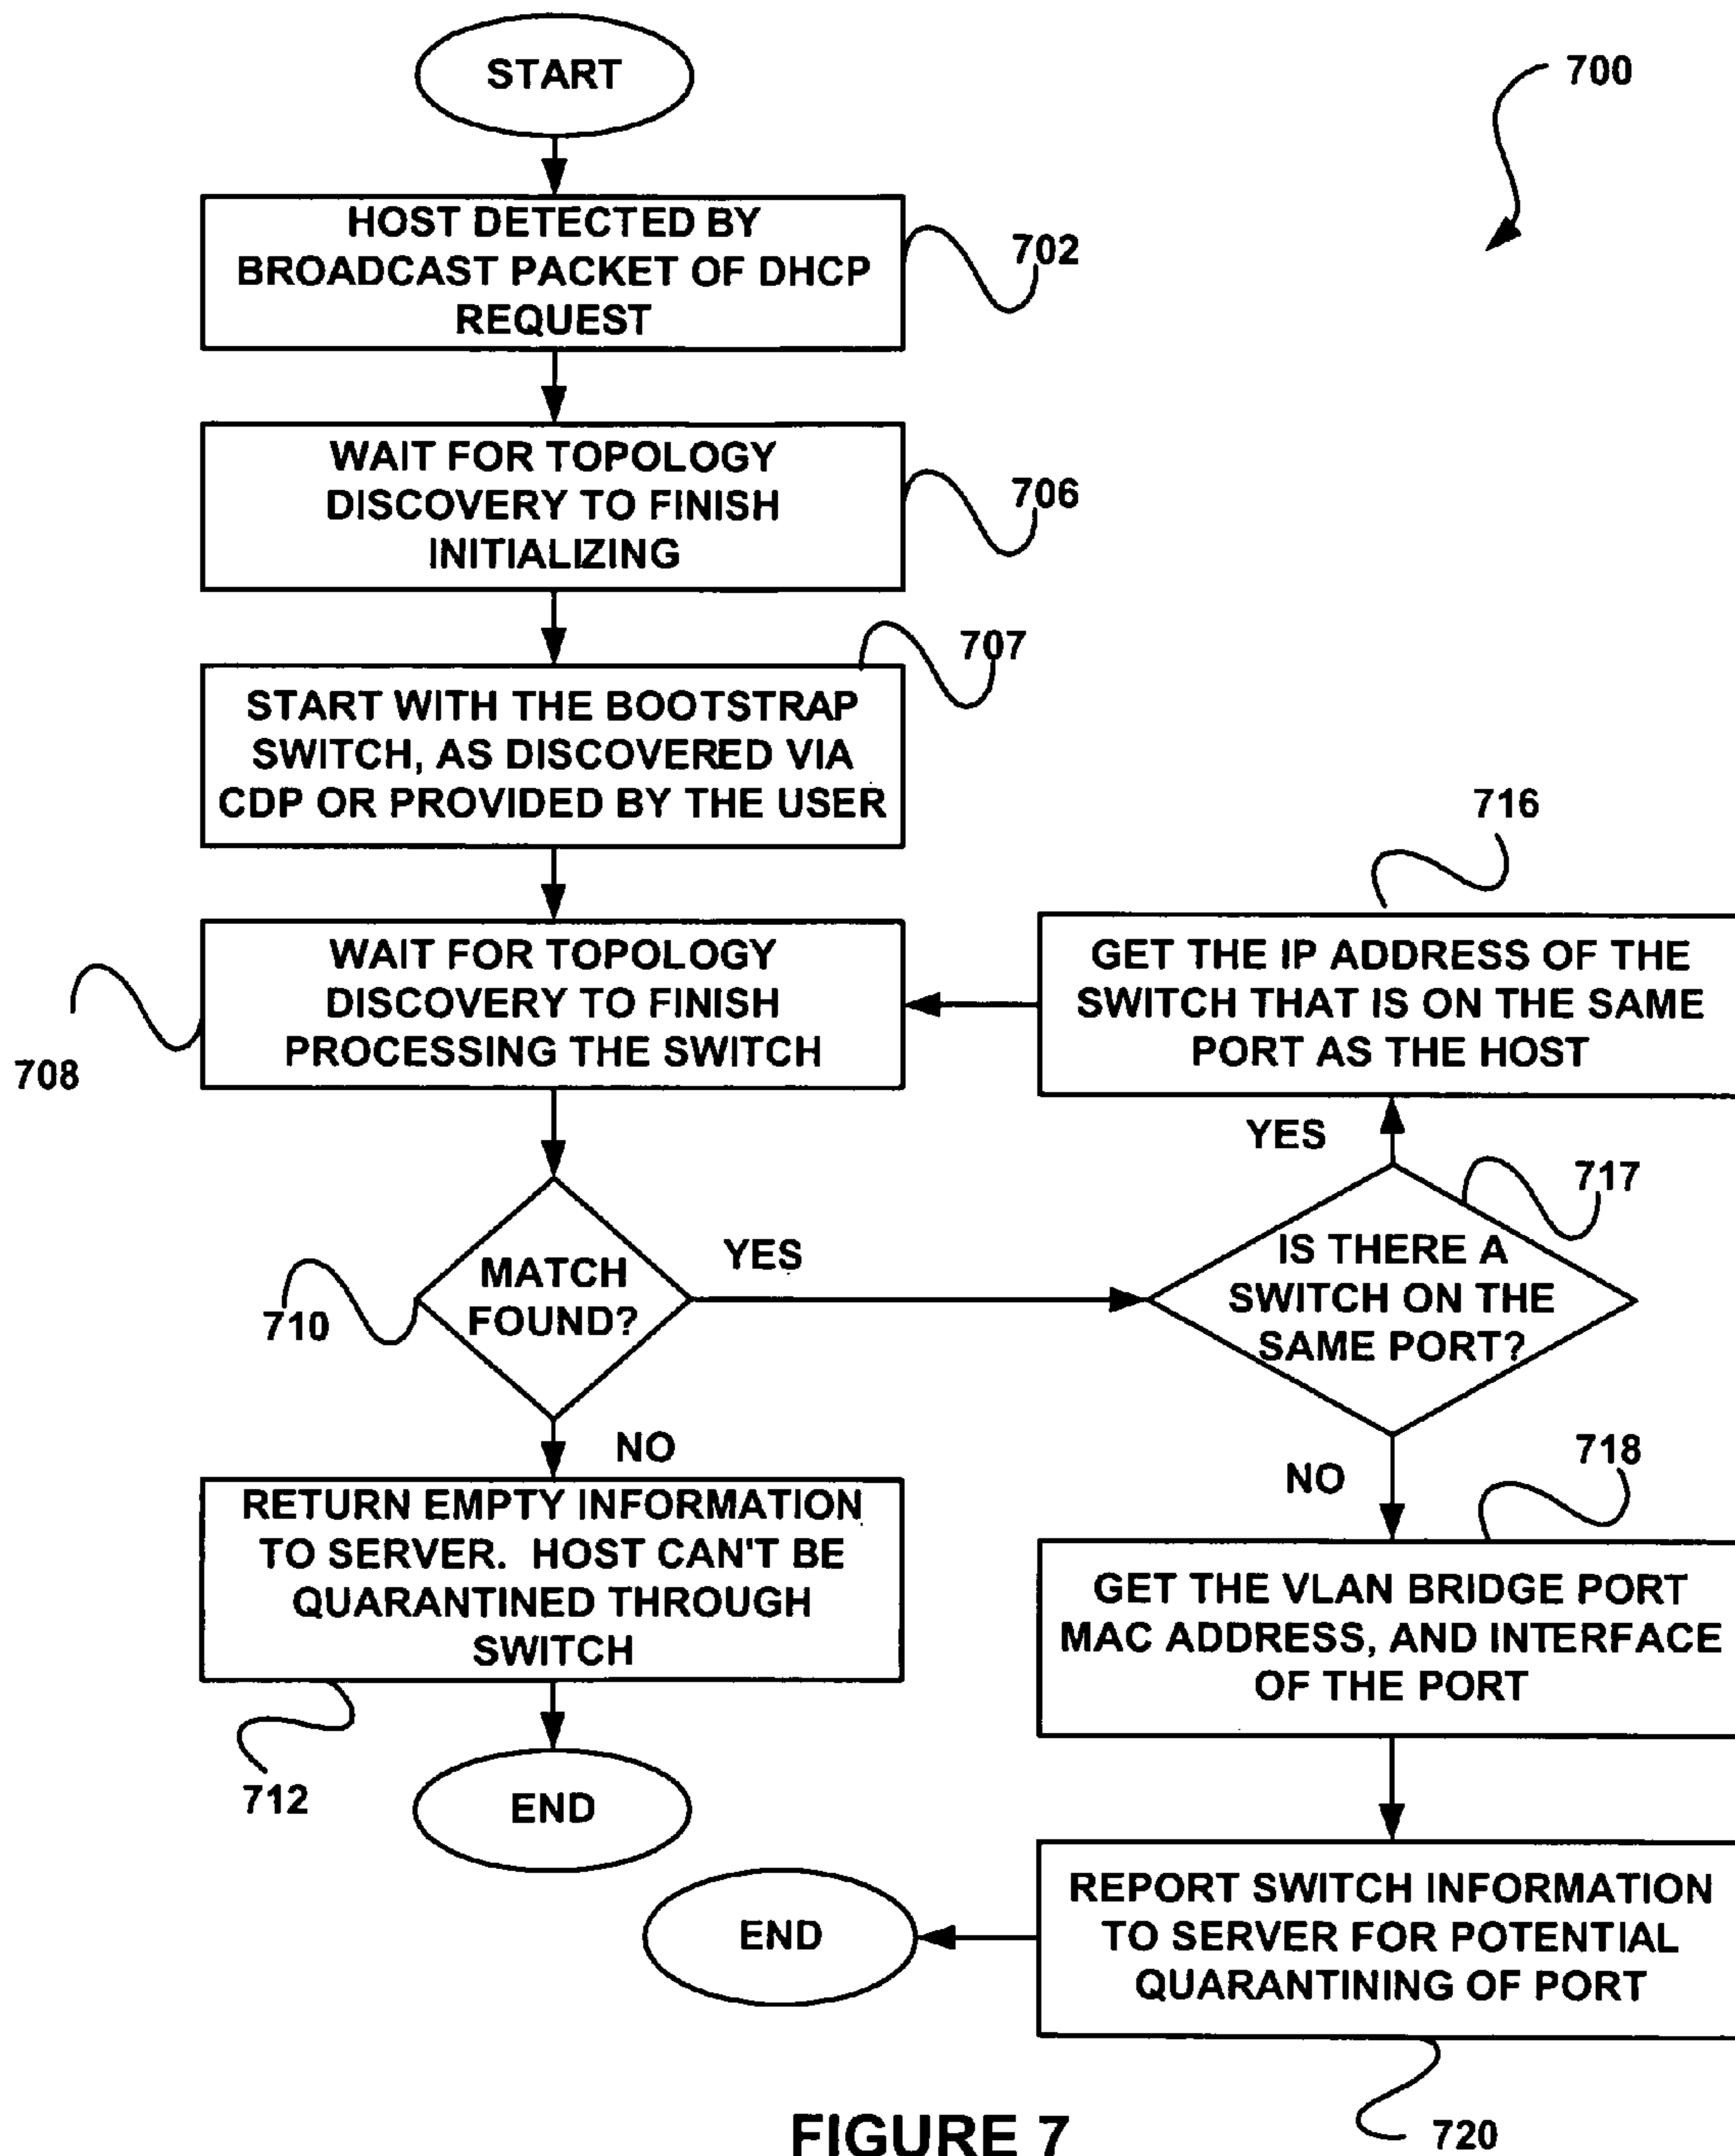 START
700
HOST DETECTED BY
BROADCAST PACKET OF DHCP
REQUEST
702
WAIT FOR TOPOLOGY
DISCOVERY TO FINISH
INITIALIZING
706
707
START WITH THE BOOTSTRAP
SWITCH, AS DISCOVERED VIA
CDP OR PROVIDED BY THE USER
716
WAIT FOR TOPOLOGY
DISCOVERY TO FINISH
PROCESSING THE SWITCH
708
GET THE IP ADDRESS OF THE
SWITCH THAT IS ON THE SAME
PORT AS THE HOST
YES
717
MATCH
FOUND?
710
YES
IS THERE A
SWITCH ON THE
SAME PORT?
NO
NO
718
RETURN EMPTY INFORMATION
TO SERVER. HOST CAN'T BE
QUARANTINED THROUGH
SWITCH
712
END
GET THE VLAN BRIDGE PORT
MAC ADDRESS, AND INTERFACE
OF THE PORT
REPORT SWITCH INFORMATION
TO SERVER FOR POTENTIAL
QUARANTINING OF PORT
END
720
FIGURE 7